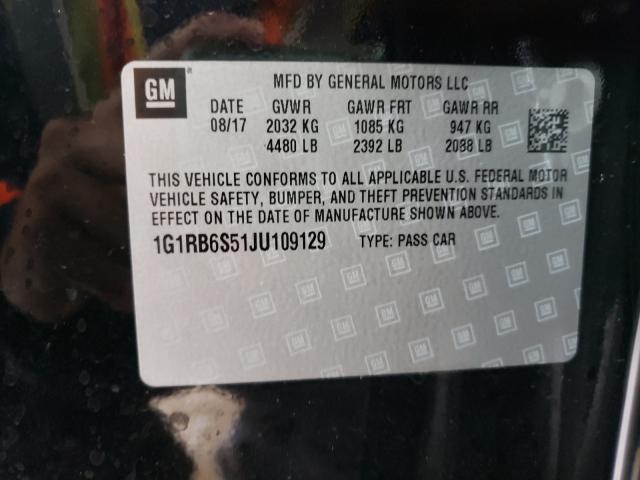 GM
MFD BY GENERAL MOTORS LLC
DATE GVWR GAWR FRT GAWR RR
08/17 2032 KG 1085 KG 947 KG
4480 LB 2392 LB 2088 LB
THIS VEHICLE CONFORMS TO ALL APPLICABLE U.S. FEDERAL MOTOR
VEHICLE SAFETY, BUMPER, AND THEFT PREVENTION STANDARDS IN
EFFECT ON THE DATE OF MANUFACTURE SHOWN ABOVE.
1G1RB6S51JU109129 TYPE: PASS CAR